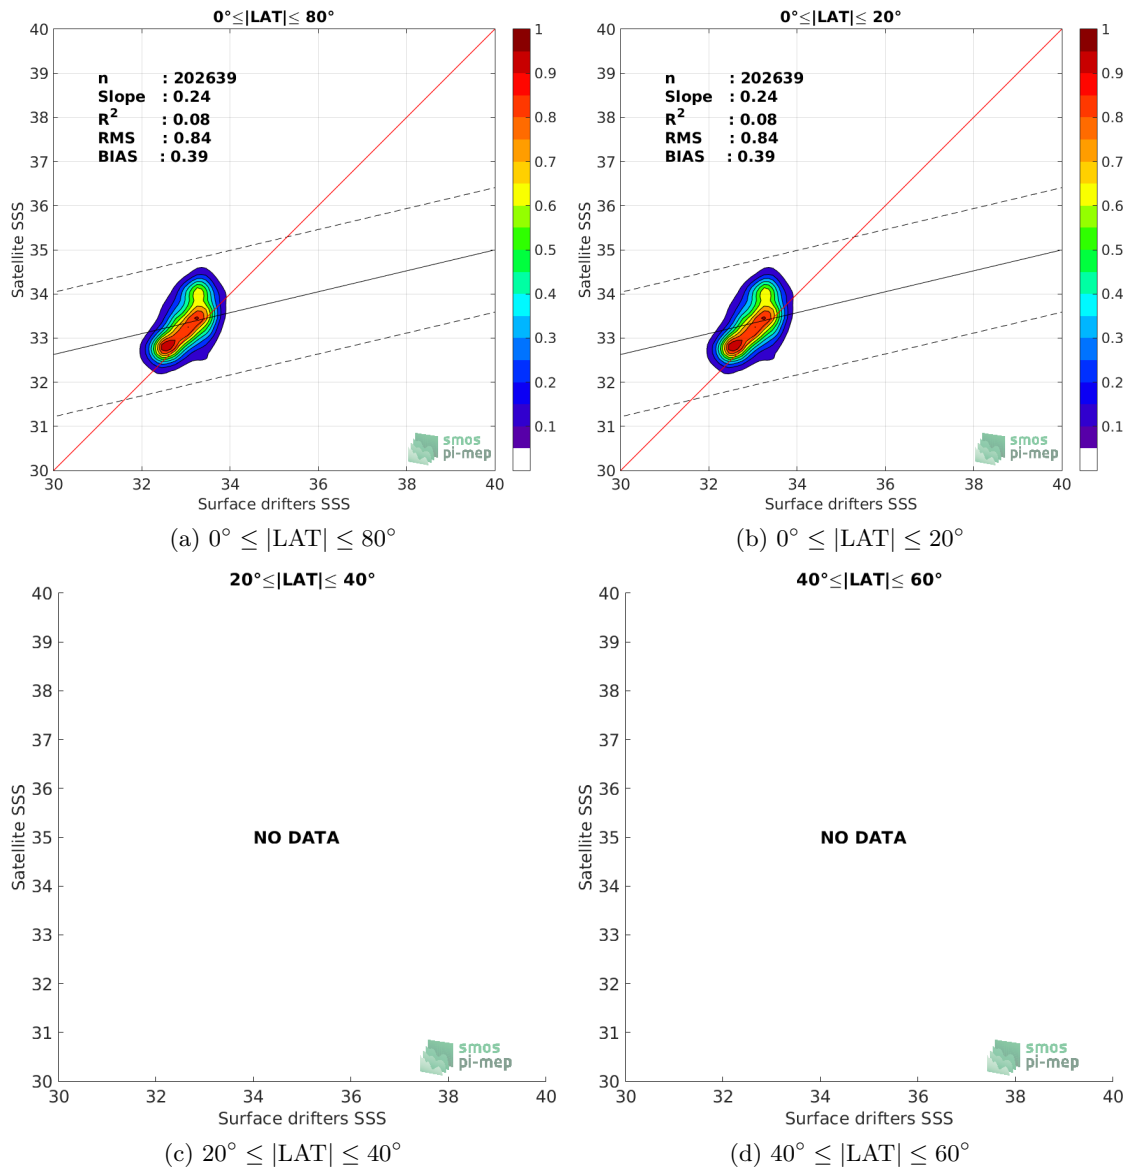 0°≤|LAT|≤ 80°
40
39
38
37
36
35
34
33
32
31
30
30 32 34 36 38 40
Satellite SSS
Surface drifters SSS
n : 202639
Slope : 0.24
R2 : 0.08
RMS : 0.84
BIAS : 0.39
1
0.9
0.8
0.7
0.6
0.5
0.4
0.3
0.2
0.1
smos
pi-mep
(a) 0° ≤ |LAT| ≤ 80°
0°≤|LAT|≤ 20°
40
39
38
37
36
35
34
33
32
31
30
30 32 34 36 38 40
Satellite SSS
Surface drifters SSS
n : 202639
Slope : 0.24
R2 : 0.08
RMS : 0.84
BIAS : 0.39
1
0.9
0.8
0.7
0.6
0.5
0.4
0.3
0.2
0.1
smos
pi-mep
(b) 0° ≤ |LAT| ≤ 20°
20°≤|LAT|≤ 40°
40
39
38
37
36
35
34
33
32
31
30
30 32 34 36 38 40
Satellite SSS
Surface drifters SSS
NO DATA
smos
pi-mep
(c) 20° ≤ |LAT| ≤ 40°
40°≤|LAT|≤ 60°
40
39
38
37
36
35
34
33
32
31
30
30 32 34 36 38 40
Satellite SSS
Surface drifters SSS
NO DATA
smos
pi-mep
(d) 40° ≤ |LAT| ≤ 60°